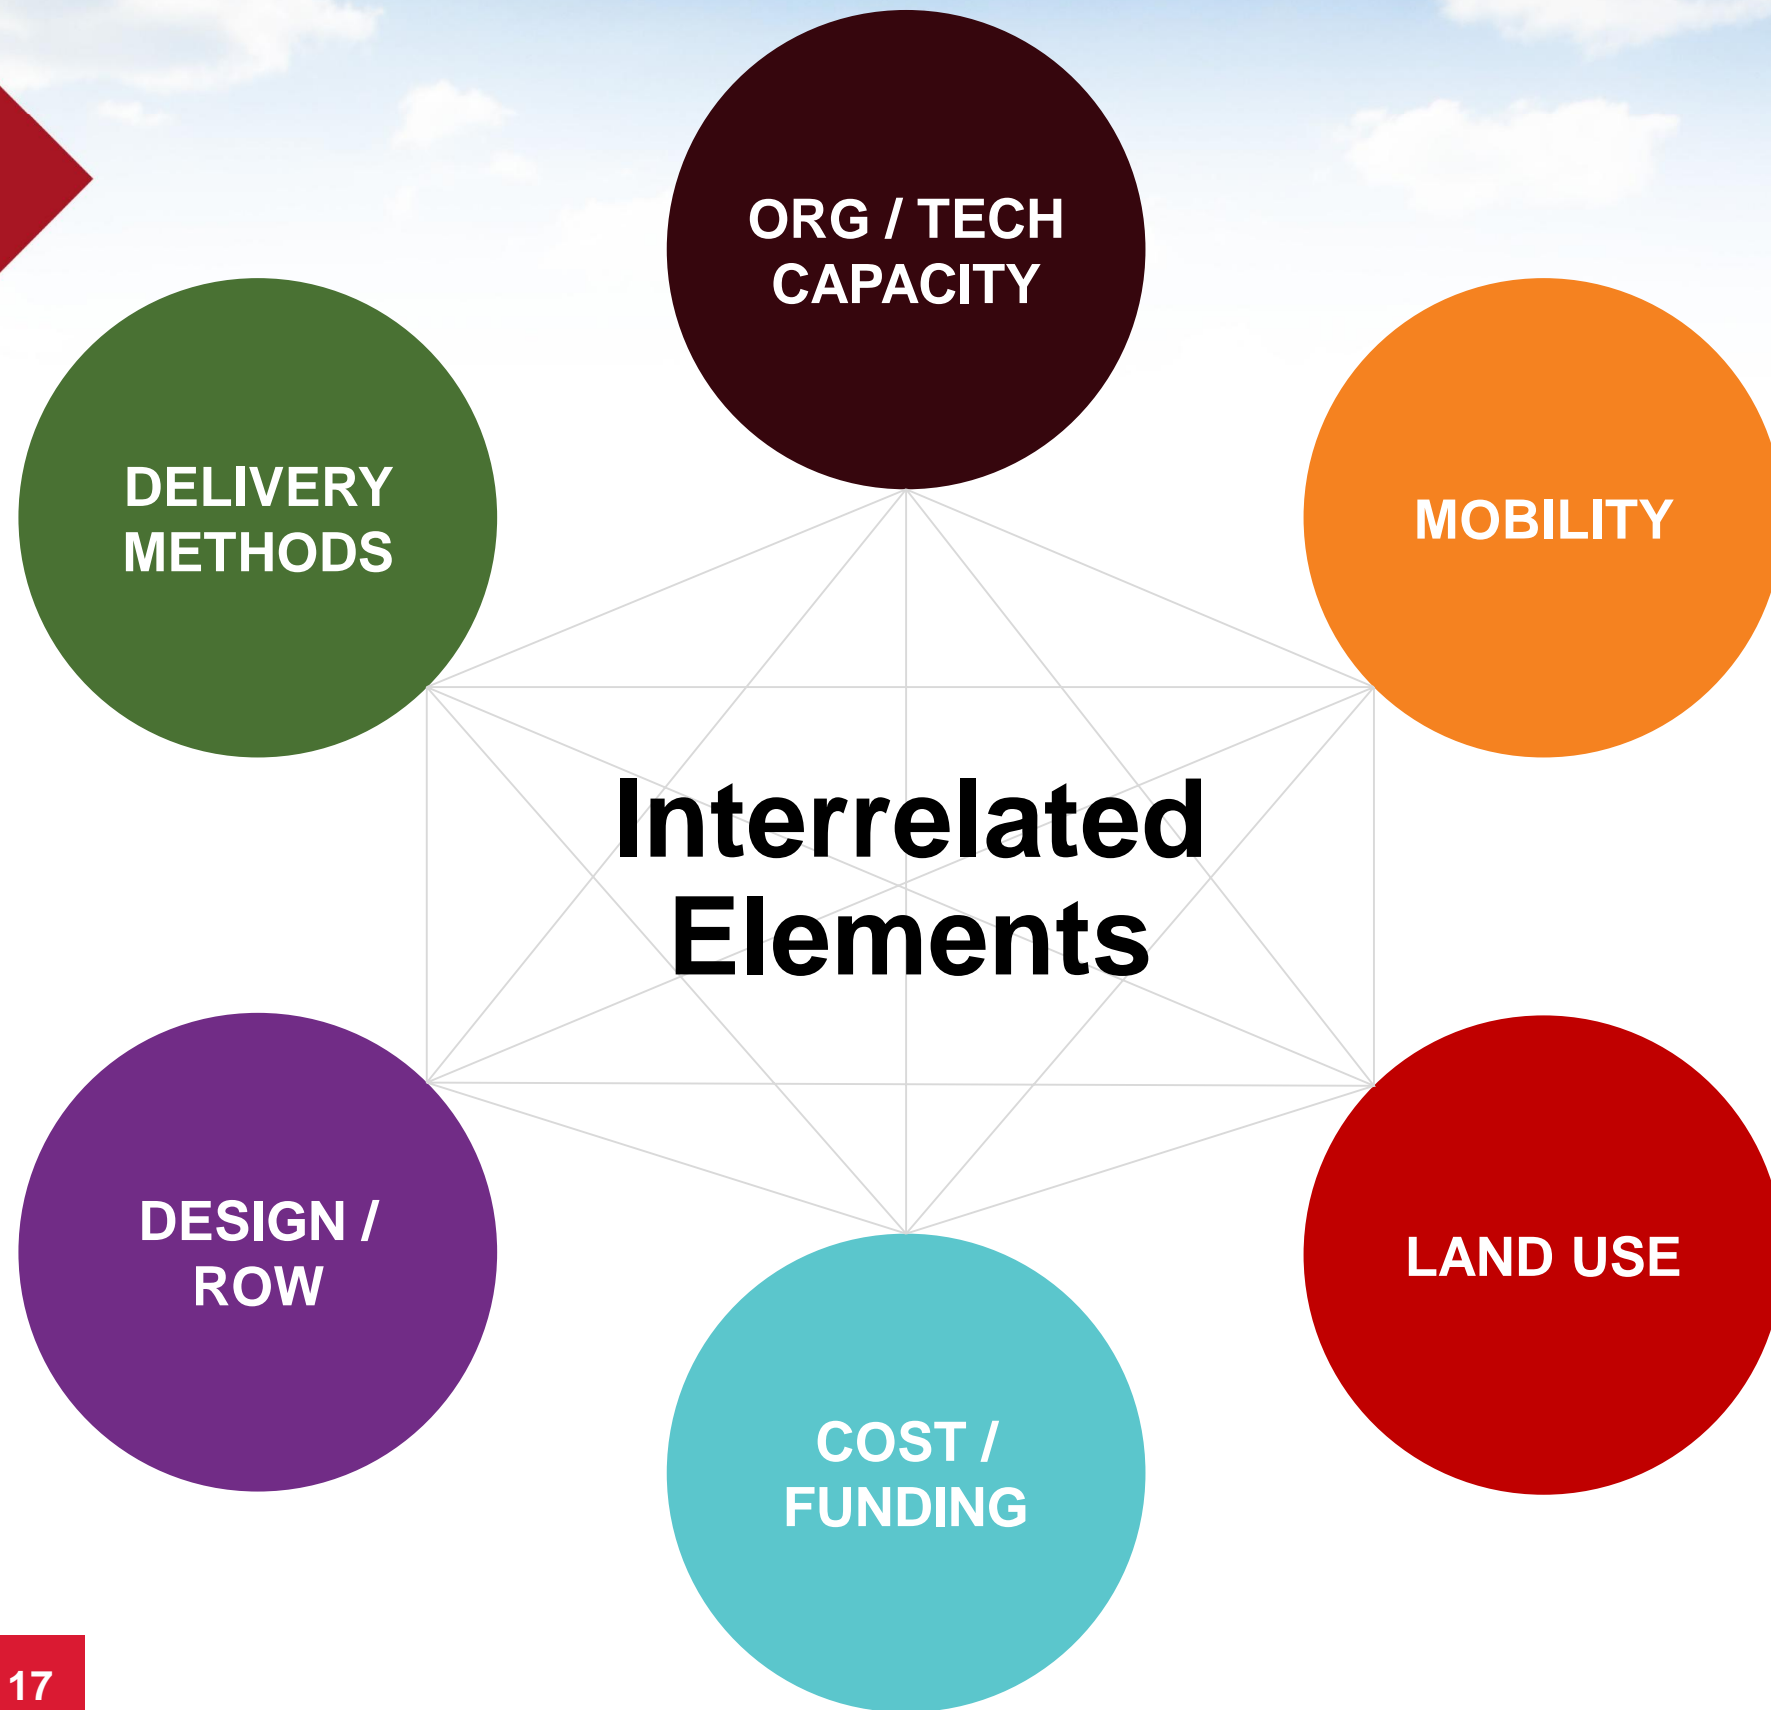 ORG / TECH
CAPACITY
DELIVERY
METHODS
MOBILITY
Interrelated
Elements
DESIGN /
ROW
LAND USE
COST /
FUNDING
17